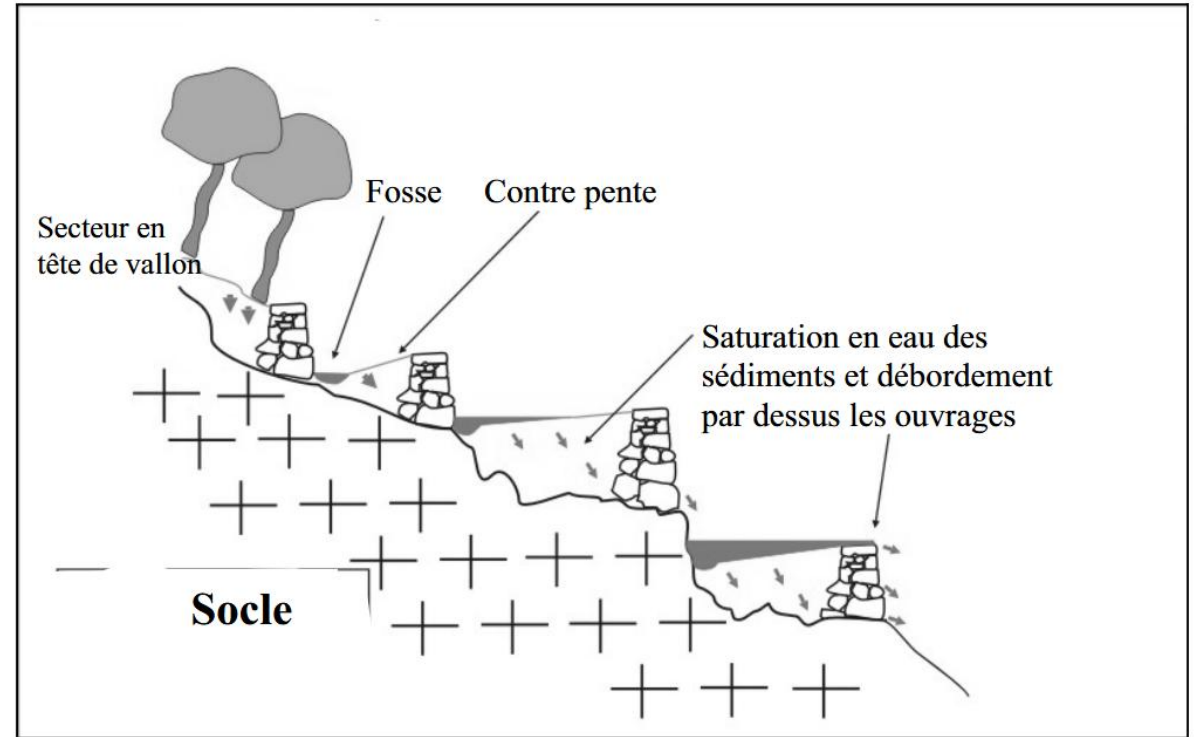 Fosse
Contre pente
Secteur en
tête de vallon
Saturation en eau des
sédiments et débordement
par dessus les ouvrages
Socle